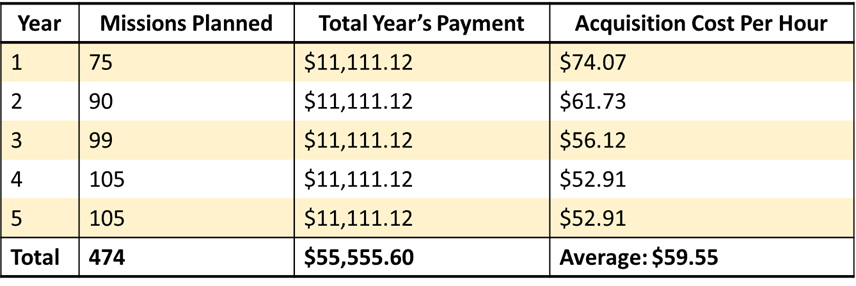 Year Missions Planned Total Year's Payment Acquisition Cost Per Hour
1 75 $11,111.12 $74.07
2 90 $11,111.12 $61.73
3 99 $11,111.12 $56.12
4 105 $11,111.12 $52.91
5 105 $11,111.12 $52.91
Total 474 $55,555.60 Average: $59.55